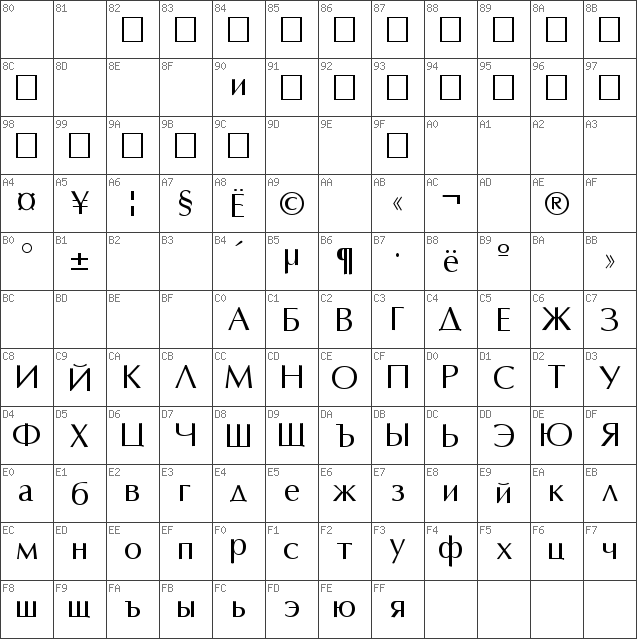 80 81 82 83 84 85 86 87 88 89 8A 8B
8C 8D 8E 8F 90 91 92 93 94 95 96 97
и
98 99 9A 9B 9C 9D 9E 9F A0 A1 A2 A3
A4 A5 A6 A7 A8 A9 AA AB AC AD AE AF
¤ ¥ ¦ § Ё © « ¬ ®
B0 B1 B2 B3 B4 B5 B6 B7 B8 B9 BA BB
° ± ´ µ ¶ · ё º »
BC BD BE BF C0 C1 C2 C3 C4 C5 C6 C7
А Б В Г Д Е Ж З
C8 C9 CA CB CC CD CE CF D0 D1 D2 D3
И Й К Л М Н О П Р С Т У
D4 D5 D6 D7 D8 D9 DA DB DC DD DE DF
Ф Х Ц Ч Ш Щ Ъ Ы Ь Э Ю Я
E0 E1 E2 E3 E4 E5 E6 E7 E8 E9 EA EB
а б в г д е ж з и й к л
EC ED EE EF F0 F1 F2 F3 F4 F5 F6 F7
м н о п р с т у ф х ц ч
F8 F9 FA FB FC FD FE FF
ш щ ъ ы ь э ю я